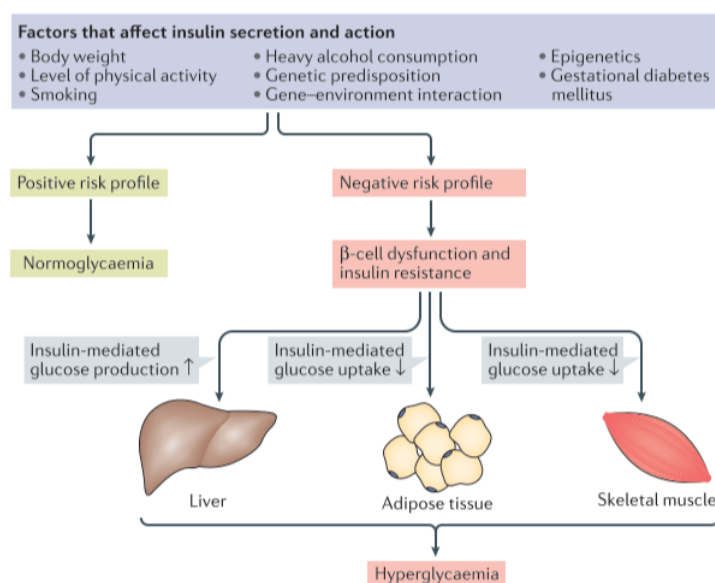 Factors that affect insulin secretion and action
• Body weight
• Level of physical activity
• Smoking
• Heavy alcohol consumption
• Genetic predisposition
• Gene–environment interaction
• Epigenetics
• Gestational diabetes
mellitus
Positive risk profile
Negative risk profile
Normoglycaemia
β-cell dysfunction and
insulin resistance
Insulin-mediated
glucose production ↑
Insulin-mediated
glucose uptake ↓
Insulin-mediated
glucose uptake ↓
Liver
Adipose tissue
Skeletal muscle
Hyperglycaemia